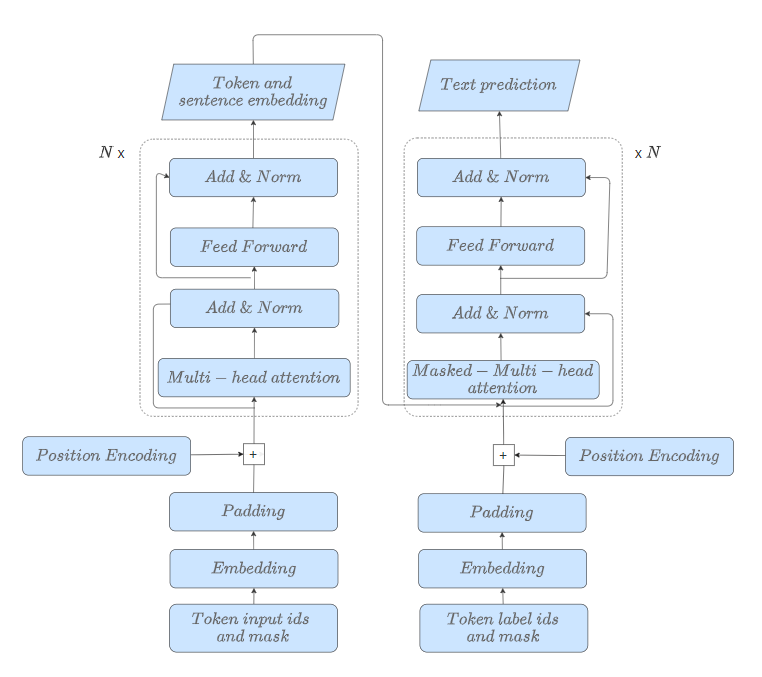 Token and
sentence embedding
N x
Add & Norm
Feed Forward
Add & Norm
Multi − head attention
Position Encoding
+
Padding
Embedding
Token input ids
and mask
Text prediction
x N
Add & Norm
Feed Forward
Add & Norm
Masked − Multi − head
attention
+
Position Encoding
Padding
Embedding
Token label ids
and mask